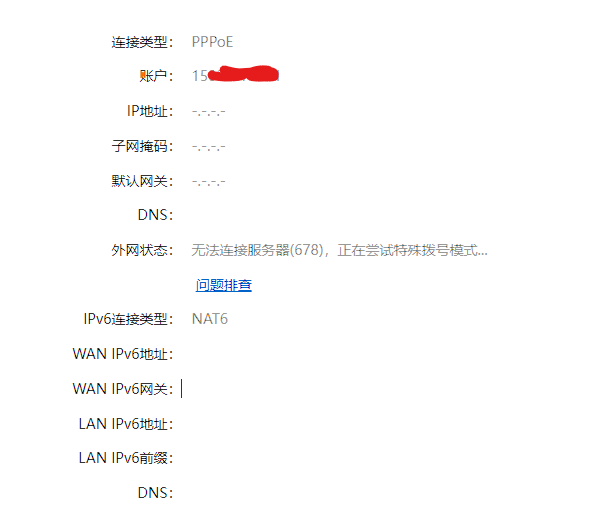 连接类型： PPPoE
账户： 15
IP地址： -.-.-.-
子网掩码： -.-.-.-
默认网关： -.-.-.-
DNS：
外网状态： 无法连接服务器(678)，正在尝试特殊拨号模式...
问题排查
IPv6连接类型： NAT6
WAN IPv6地址：
WAN IPv6网关：
LAN IPv6地址：
LAN IPv6前缀：
DNS：